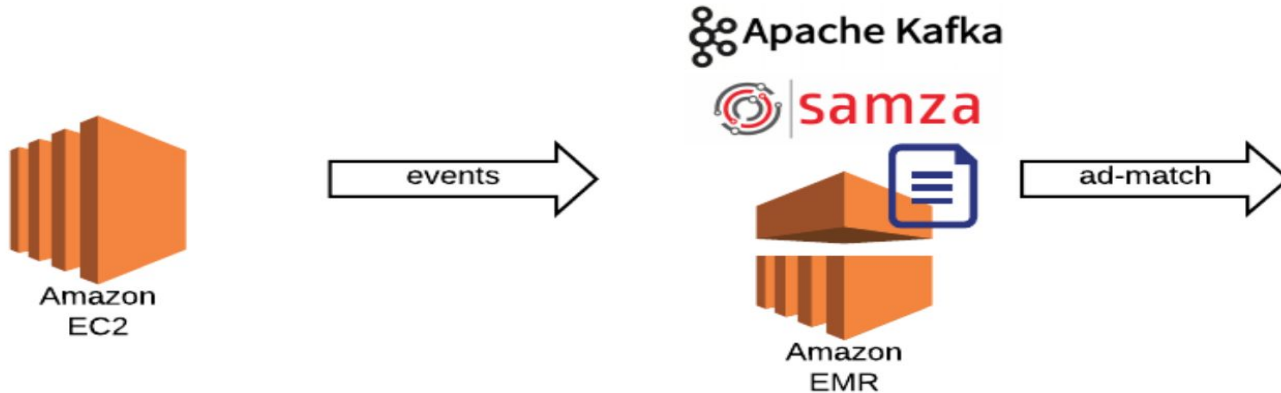 Apache Kafka
samza
events
ad-match
Amazon
EC2
Amazon
EMR